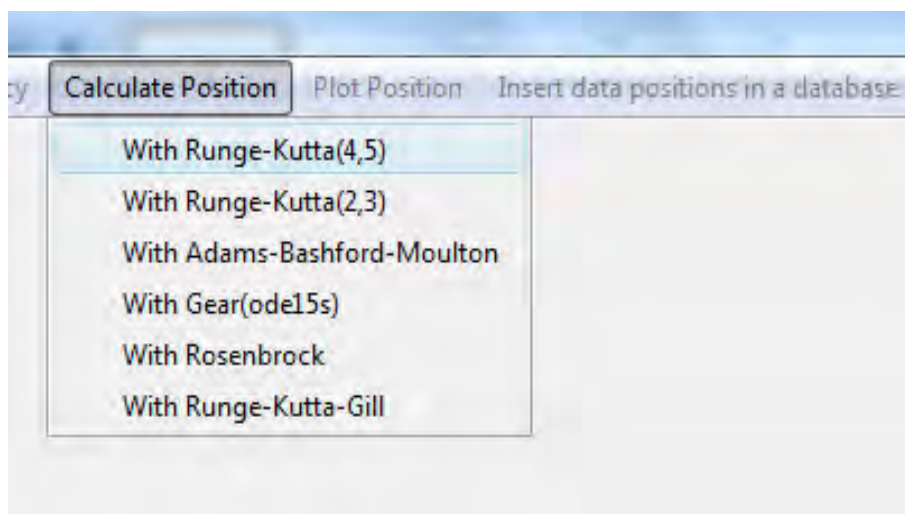 cy Calculate Position Plot Position Insert data positions in a database
With Runge-Kutta(4,5)
With Runge-Kutta(2,3)
With Adams-Bashford-Moulton
With Gear(ode15s)
With Rosenbrock
With Runge-Kutta-Gill